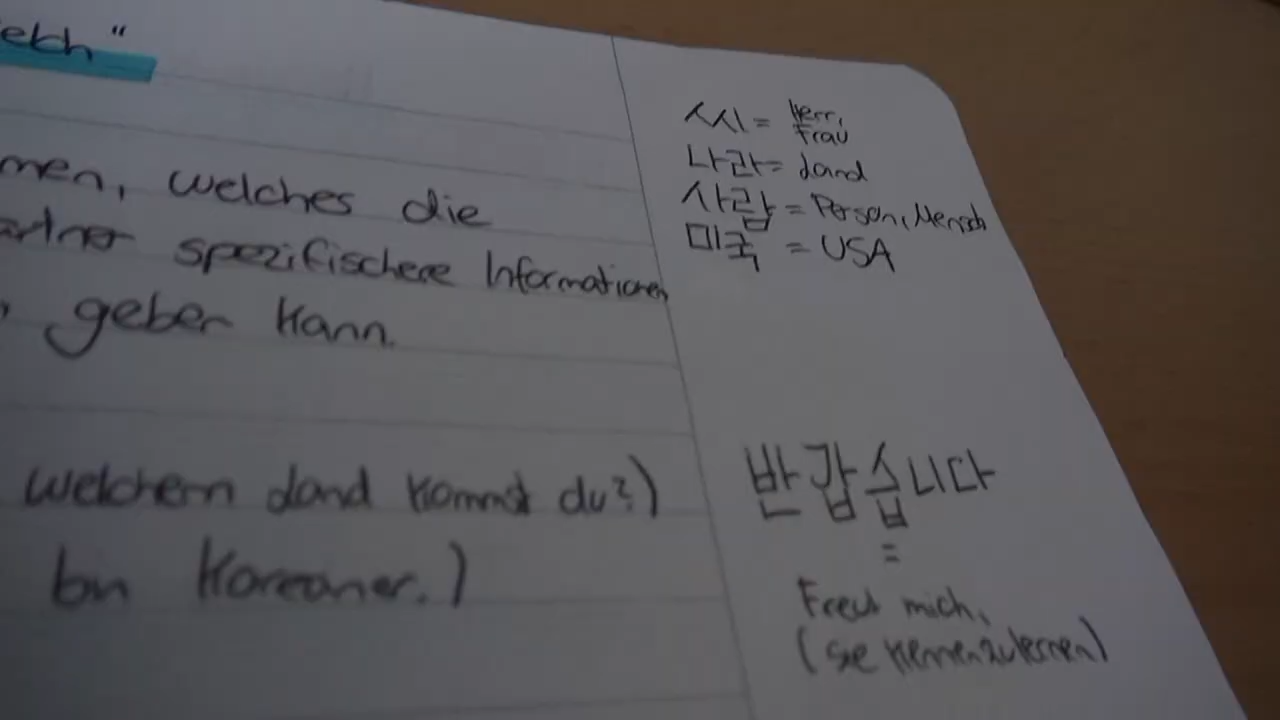 "
men, welches die
artner spezifischere Informationen
geben kann.
welchem Land kommst du?)
bin Koreaner.)
씨 = Herr,
Frau
나라 = Land
사람 = Person, Mensch
미국 = USA
반갑습니다
=
Freut mich,
(sie kennenzulernen)